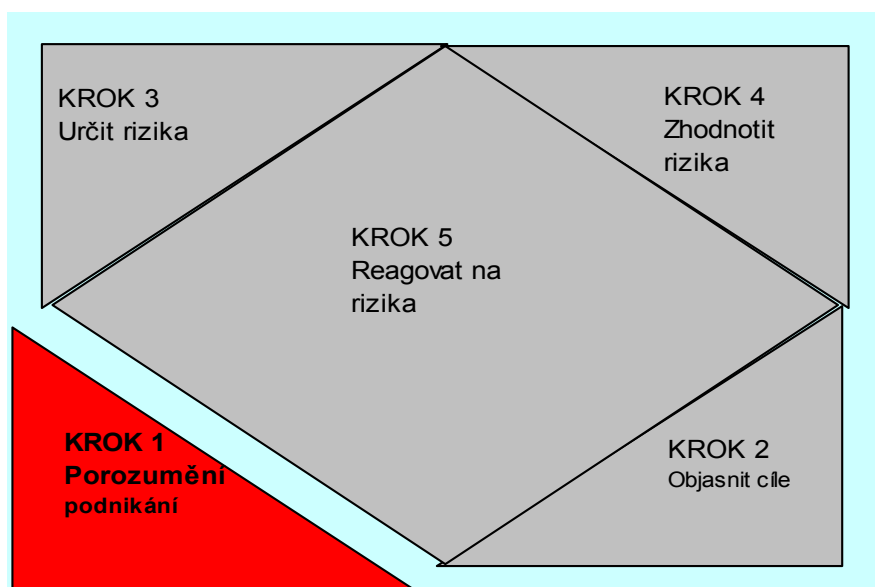 KROK 3
Určit rizika
KROK 4
Zhodnotit
rizika
KROK 5
Reagovat na
rizika
KROK 1
Porozumění
podnikání
KROK 2
Objasnit cíle